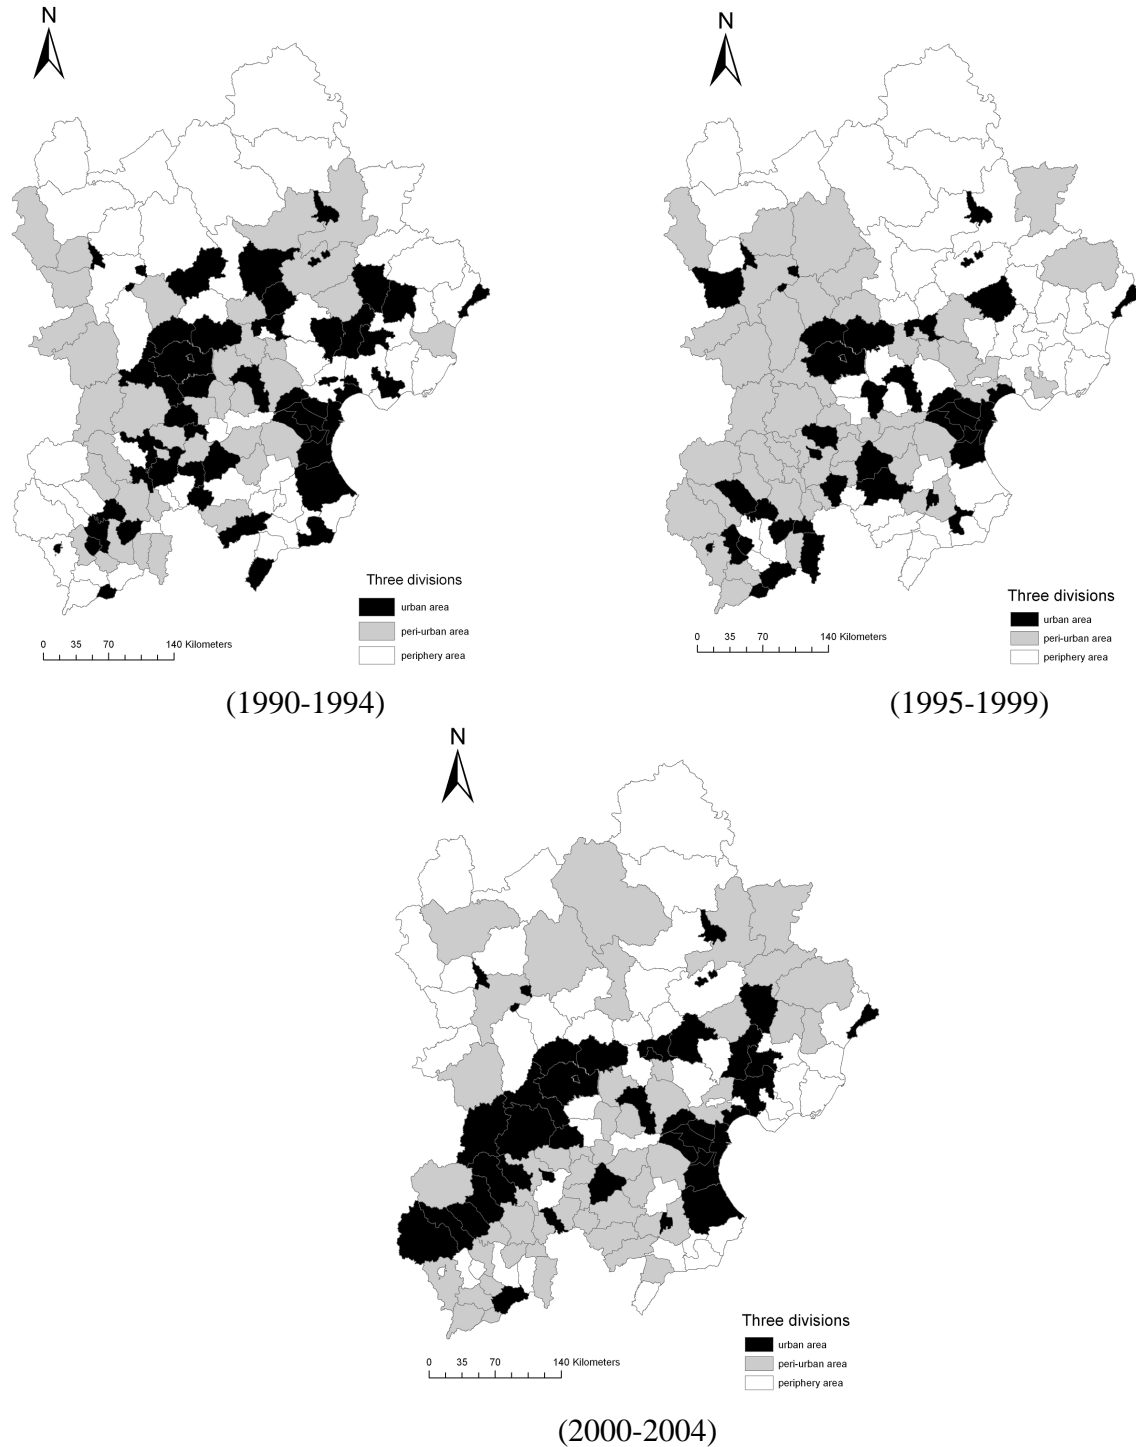 N
Three divisions
urban area
peri-urban area
periphery area
0 35 70 140 Kilometers
(1990-1994)
N
Three divisions
urban area
peri-urban area
periphery area
0 35 70 140 Kilometers
(1995-1999)
N
Three divisions
urban area
peri-urban area
periphery area
0 35 70 140 Kilometers
(2000-2004)